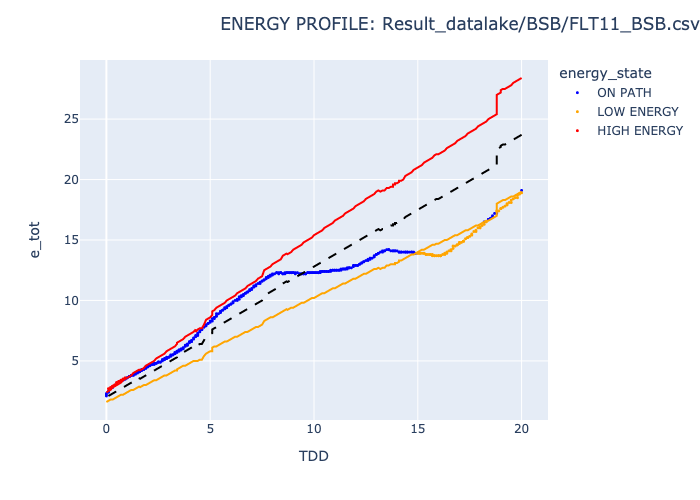 ENERGY PROFILE: Result_datalake/BSB/FLT11_BSB.csv
energy_state
ON PATH
LOW ENERGY
HIGH ENERGY
e_tot
25
20
15
10
5
0
5
10
15
20
TDD